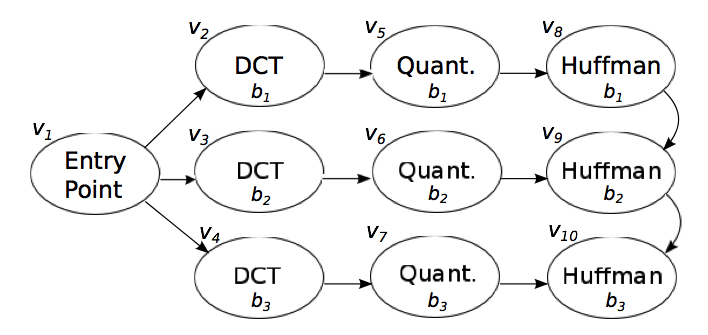 v2
DCT
b1
v5
Quant.
b1
v8
Huffman
b1
v1
Entry
Point
v3
DCT
b2
v6
Quant.
b2
v9
Huffman
b2
v4
DCT
b3
v7
Quant.
b3
v10
Huffman
b3